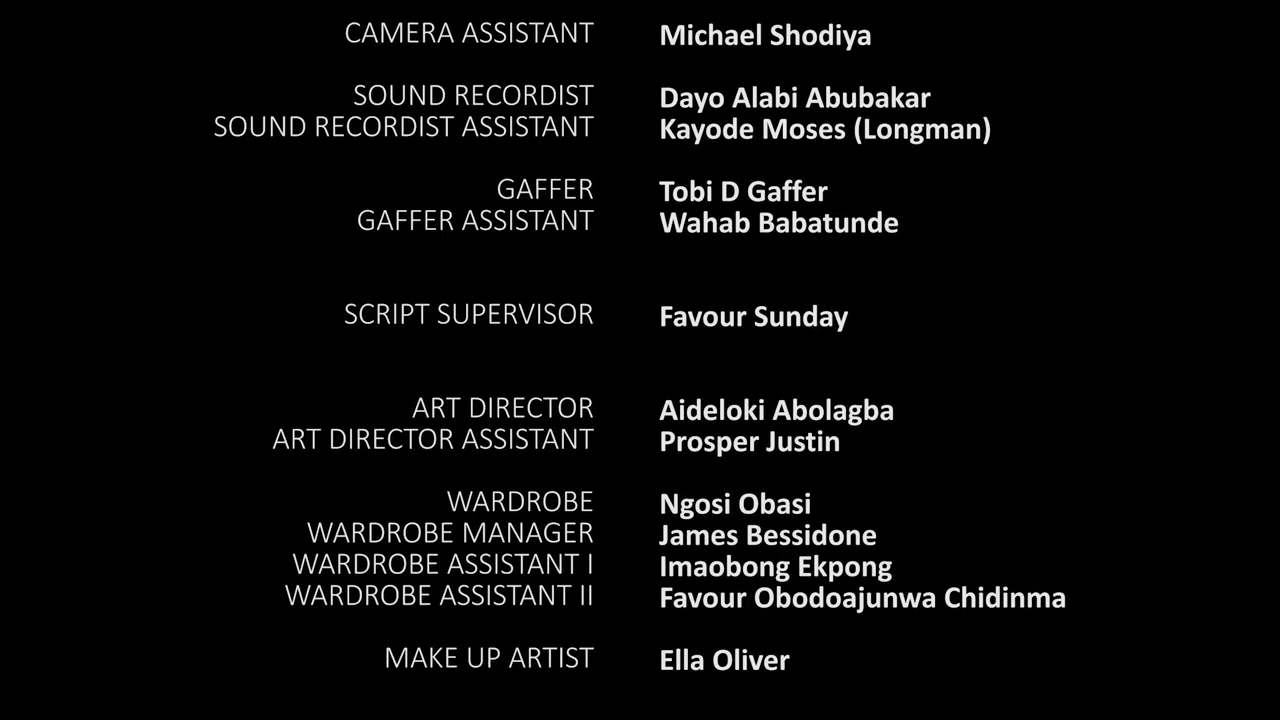 CAMERA ASSISTANT Michael Shodiya
SOUND RECORDIST Dayo Alabi Abubakar
SOUND RECORDIST ASSISTANT Kayode Moses (Longman)
GAFFER Tobi D Gaffer
GAFFER ASSISTANT Wahab Babatunde
SCRIPT SUPERVISOR Favour Sunday
ART DIRECTOR Aideloki Abolagba
ART DIRECTOR ASSISTANT Prosper Justin
WARDROBE Ngosi Obasi
WARDROBE MANAGER James Bessidone
WARDROBE ASSISTANT I Imaobong Ekpong
WARDROBE ASSISTANT II Favour Obodoajunwa Chidinma
MAKE UP ARTIST Ella Oliver